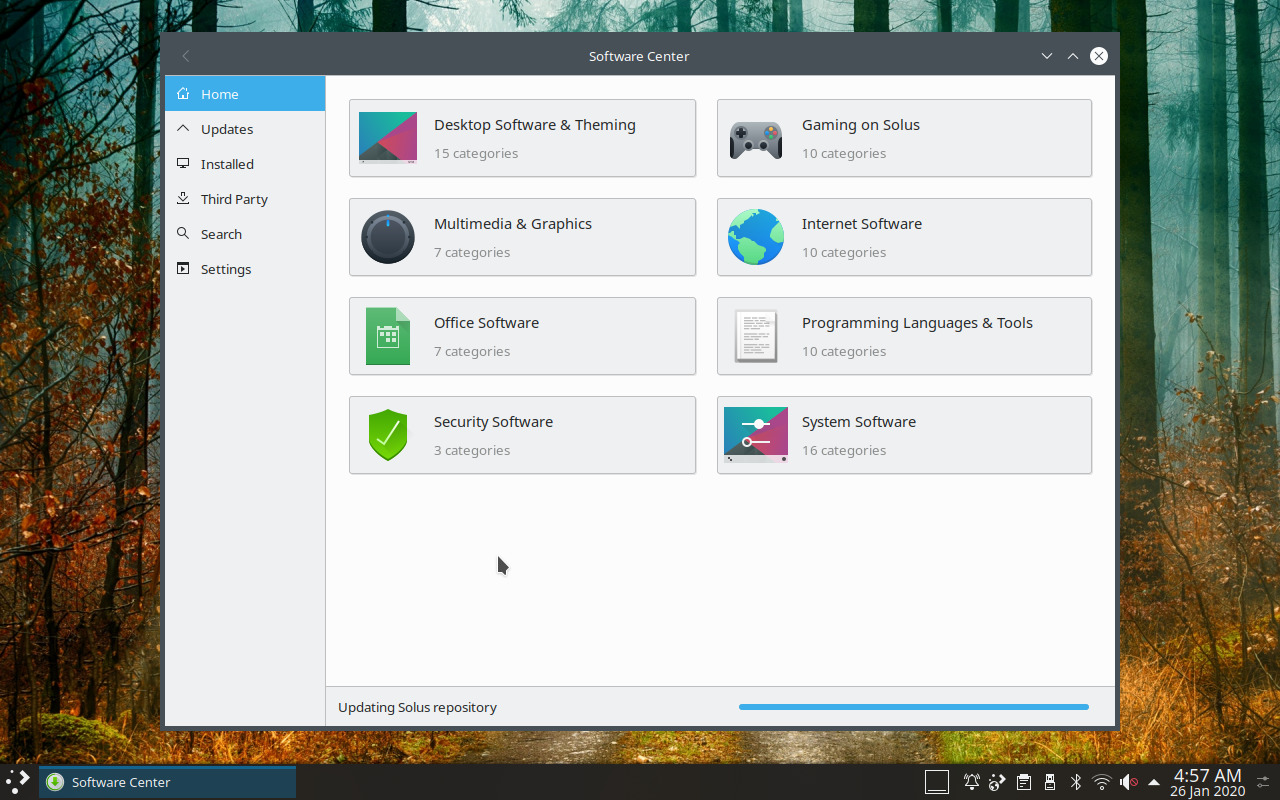 Software Center
Home
Updates
Installed
Third Party
Search
Settings
Desktop Software & Theming
15 categories
Gaming on Solus
10 categories
Multimedia & Graphics
7 categories
Internet Software
10 categories
Office Software
7 categories
Programming Languages & Tools
10 categories
Security Software
3 categories
System Software
16 categories
Updating Solus repository
Software Center
4:57 AM
26 Jan 2020